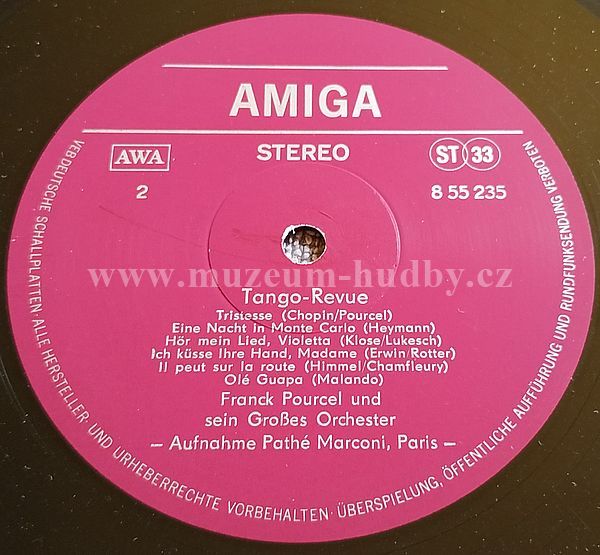 AMIGA
AWA STEREO ST 33
2 8 55 235
www.muzeum-hudby.cz
Tango-Revue
Tristesse (Chopin/Pourcel)
Eine Nacht in Monte Carlo (Heymann)
Hör mein Lied, Violetta (Klose/Lukesch)
Ich küsse Ihre Hand, Madame (Erwin/Rotter)
Il peut sur la route (Himmel/Chamfleury)
Olé Guapa (Malando)
Franck Pourcel und
sein Großes Orchester
— Aufnahme Pathé Marconi, Paris —
VEB DEUTSCHE SCHALLPLATTEN · ALLE HERSTELLER- UND URHEBERRECHTE VORBEHALTEN · ÜBERSPIELUNG, ÖFFENTLICHE AUFFÜHRUNG UND RUNDFUNKSENDUNG VERBOTEN